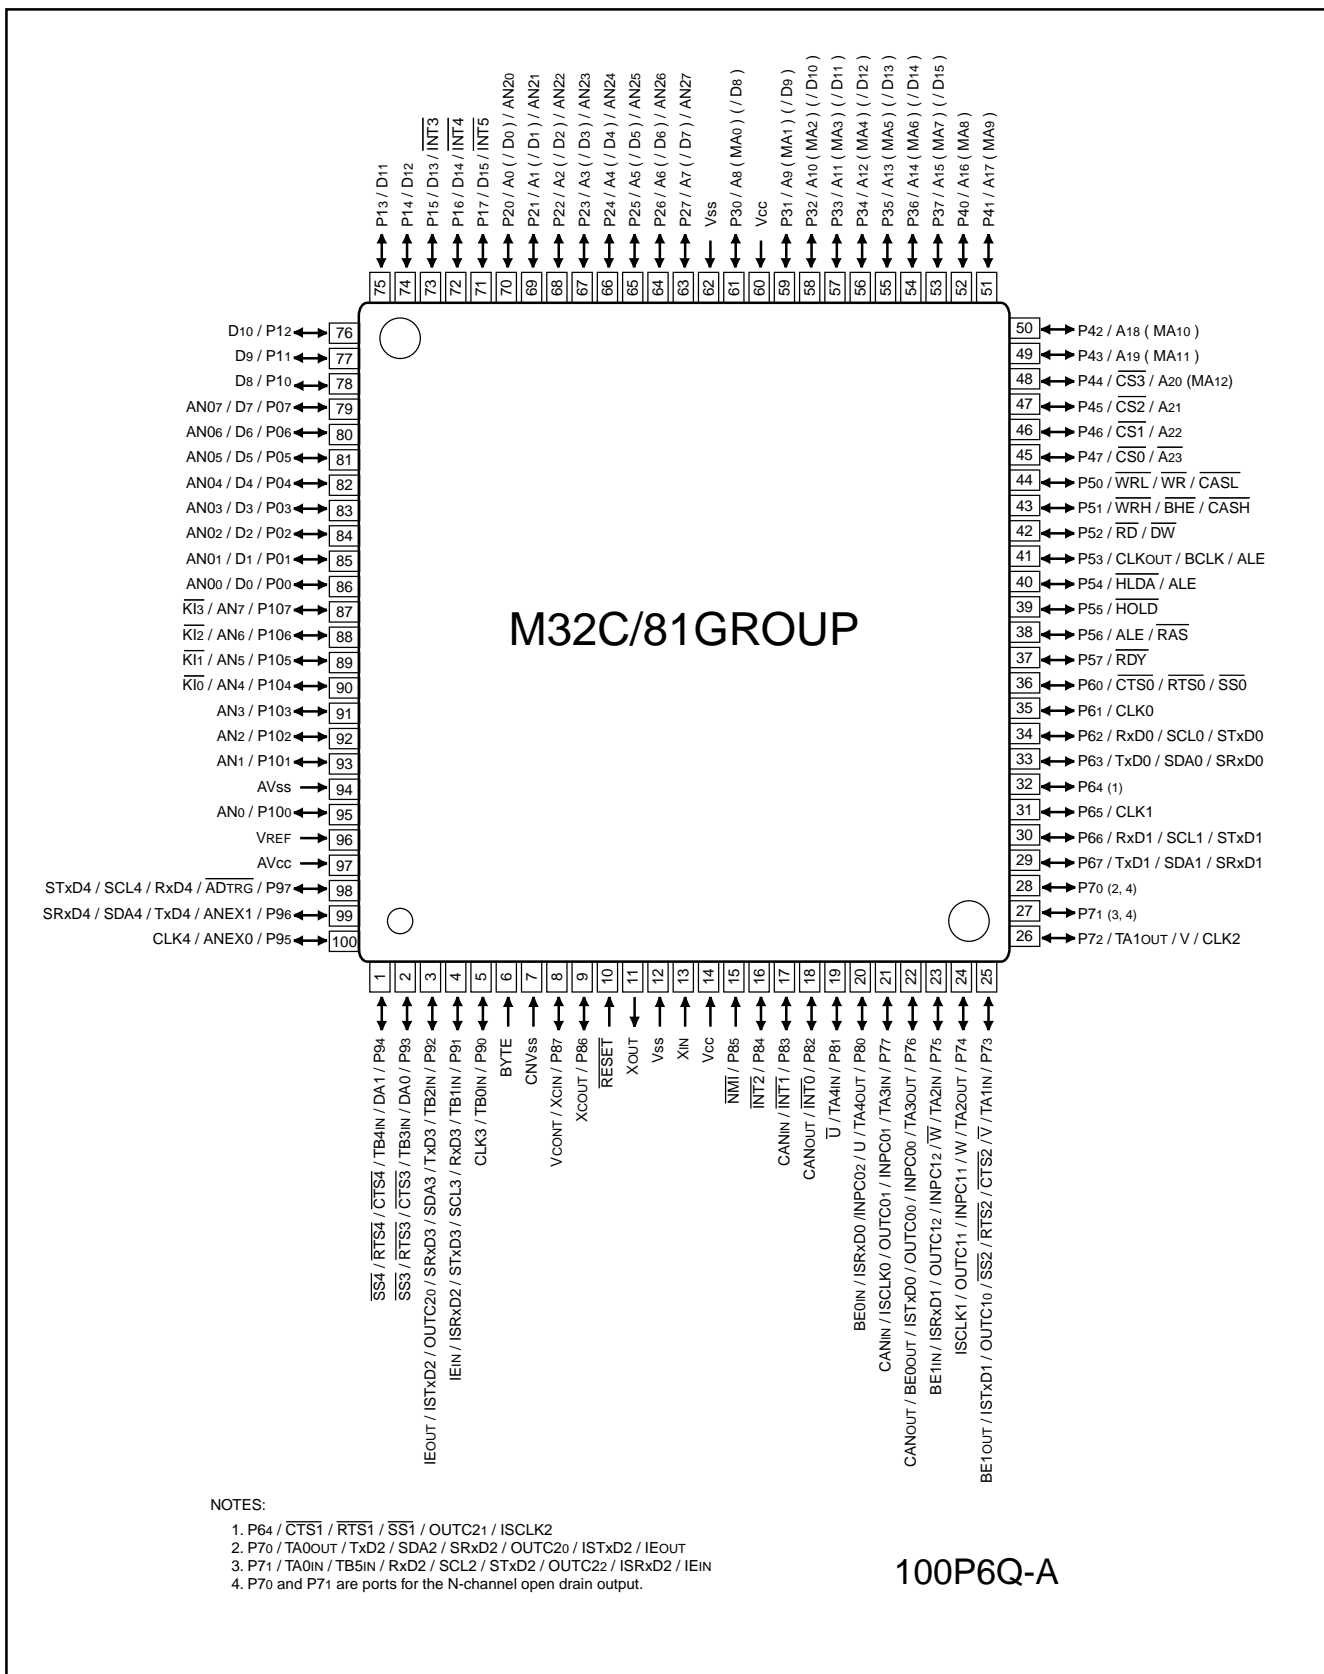 P13 / D11
P14 / D12
P15 / D13 / INT3
P16 / D14 / INT4
P17 / D15 / INT5
P20 / A0 ( / D0 ) / AN20
P21 / A1 ( / D1 ) / AN21
P22 / A2 ( / D2 ) / AN22
P23 / A3 ( / D3 ) / AN23
P24 / A4 ( / D4 ) / AN24
P25 / A5 ( / D5 ) / AN25
P26 / A6 ( / D6 ) / AN26
P27 / A7 ( / D7 ) / AN27
Vss
P30 / A8 ( MA0 ) ( / D8 )
Vcc
P31 / A9 ( MA1 ) ( / D9 )
P32 / A10 ( MA2 ) ( / D10 )
P33 / A11 ( MA3 ) ( / D11 )
P34 / A12 ( MA4 ) ( / D12 )
P35 / A13 ( MA5 ) ( / D13 )
P36 / A14 ( MA6 ) ( / D14 )
P37 / A15 ( MA7 ) ( / D15 )
P40 / A16 ( MA8 )
P41 / A17 ( MA9 )
75 74 73 72 71 70 69 68 67 66 65 64 63 62 61 60 59 58 57 56 55 54 53 52 51
D10 / P12 76
D9 / P11 77
D8 / P10 78
AN07 / D7 / P07 79
AN06 / D6 / P06 80
AN05 / D5 / P05 81
AN04 / D4 / P04 82
AN03 / D3 / P03 83
AN02 / D2 / P02 84
AN01 / D1 / P01 85
AN00 / D0 / P00 86
KI3 / AN7 / P107 87
KI2 / AN6 / P106 88
KI1 / AN5 / P105 89
KI0 / AN4 / P104 90
AN3 / P103 91
AN2 / P102 92
AN1 / P101 93
AVss 94
AN0 / P100 95
VREF 96
AVcc 97
STxD4 / SCL4 / RxD4 / ADTRG / P97 98
SRxD4 / SDA4 / TxD4 / ANEX1 / P96 99
CLK4 / ANEX0 / P95 100
M32C/81GROUP
50 P42 / A18 ( MA10 )
49 P43 / A19 ( MA11 )
48 P44 / CS3 / A20 (MA12)
47 P45 / CS2 / A21
46 P46 / CS1 / A22
45 P47 / CS0 / A23
44 P50 / WRL / WR / CASL
43 P51 / WRH / BHE / CASH
42 P52 / RD / DW
41 P53 / CLKOUT / BCLK / ALE
40 P54 / HLDA / ALE
39 P55 / HOLD
38 P56 / ALE / RAS
37 P57 / RDY
36 P60 / CTS0 / RTS0 / SS0
35 P61 / CLK0
34 P62 / RxD0 / SCL0 / STxD0
33 P63 / TxD0 / SDA0 / SRxD0
32 P64 (1)
31 P65 / CLK1
30 P66 / RxD1 / SCL1 / STxD1
29 P67 / TxD1 / SDA1 / SRxD1
28 P70 (2, 4)
27 P71 (3, 4)
26 P72 / TA1OUT / V / CLK2
1 2 3 4 5 6 7 8 9 10 11 12 13 14 15 16 17 18 19 20 21 22 23 24 25
SS4 / RTS4 / CTS4 / TB4IN / DA1 / P94
SS3 / RTS3 / CTS3 / TB3IN / DA0 / P93
IEOUT / ISTxD2 / OUTC20 / SRxD3 / SDA3 / TxD3 / TB2IN / P92
IEIN / ISRxD2 / STxD3 / SCL3 / RxD3 / TB1IN / P91
CLK3 / TB0IN / P90
BYTE
CNVss
VCONT / XCIN / P87
XCOUT / P86
RESET
XOUT
Vss
XIN
Vcc
NMI / P85
INT2 / P84
CANIN / INT1 / P83
CANOUT / INT0 / P82
U / TA4IN / P81
BE0IN / ISRxD0 /INPC02 / U / TA4OUT / P80
CANIN / ISCLK0 / OUTC01 / INPC01 / TA3IN / P77
CANOUT / BE0OUT / ISTxD0 / OUTC00 / INPC00 / TA3OUT / P76
BE1IN / ISRxD1 / OUTC12 / INPC12 / W / TA2IN / P75
ISCLK1 / OUTC11 / INPC11 / W / TA2OUT / P74
BE1OUT / ISTxD1 / OUTC10 / SS2 / RTS2 / CTS2 / V / TA1IN / P73
NOTES:
1. P64 / CTS1 / RTS1 / SS1 / OUTC21 / ISCLK2
2. P70 / TA0OUT / TxD2 / SDA2 / SRxD2 / OUTC20 / ISTxD2 / IEOUT
3. P71 / TA0IN / TB5IN / RxD2 / SCL2 / STxD2 / OUTC22 / ISRxD2 / IEIN
4. P70 and P71 are ports for the N-channel open drain output.
100P6Q-A